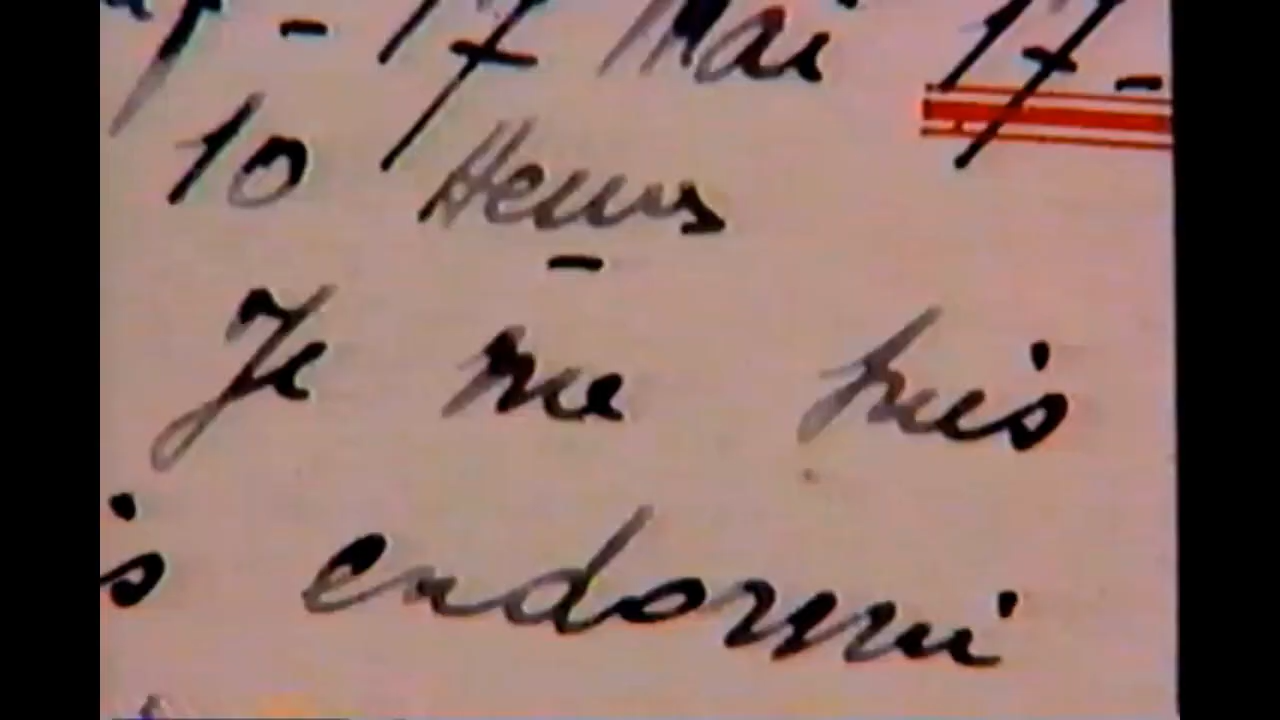 - 17 Mai 17 -
10 Heures
Je me suis
endormi